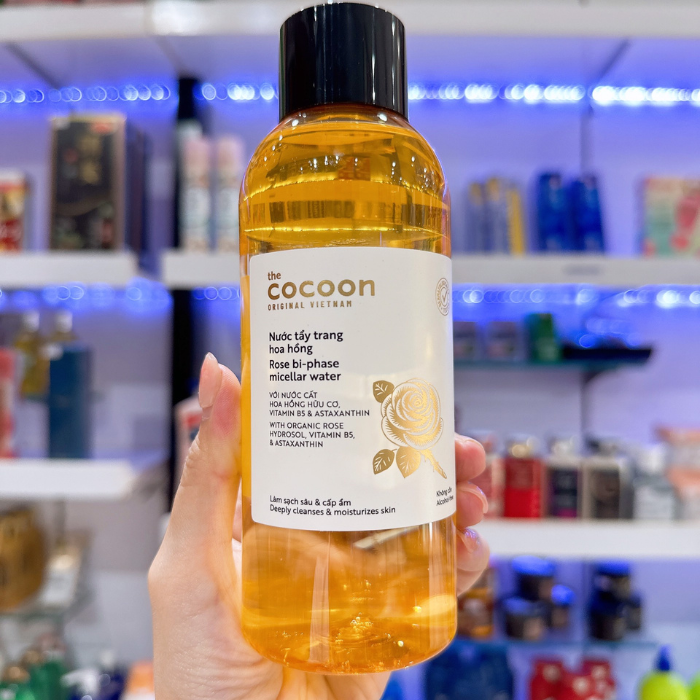 the
cocoon
ORIGINAL VIETNAM
Nước tẩy trang
hoa hồng
Rose bi-phase
micellar water
VỚI NƯỚC CẤT
HOA HỒNG HỮU CƠ,
VITAMIN B5 & ASTAXANTHIN
WITH ORGANIC ROSE
HYDROSOL, VITAMIN B5,
& ASTAXANTHIN
Làm sạch sâu & cấp ẩm
Deeply cleanses & moisturizes skin
Không
Alcohol